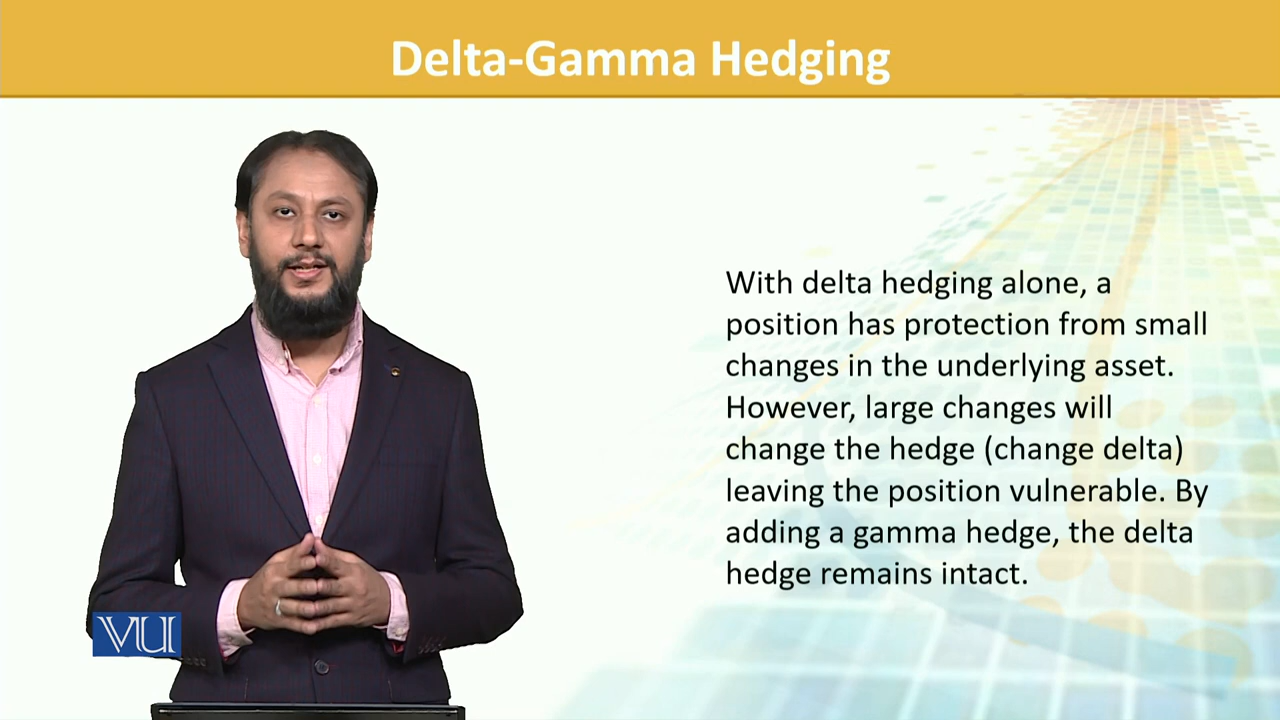 Delta-Gamma Hedging
With delta hedging alone, a
position has protection from small
changes in the underlying asset.
However, large changes will
change the hedge (change delta)
leaving the position vulnerable. By
adding a gamma hedge, the delta
hedge remains intact.
VU